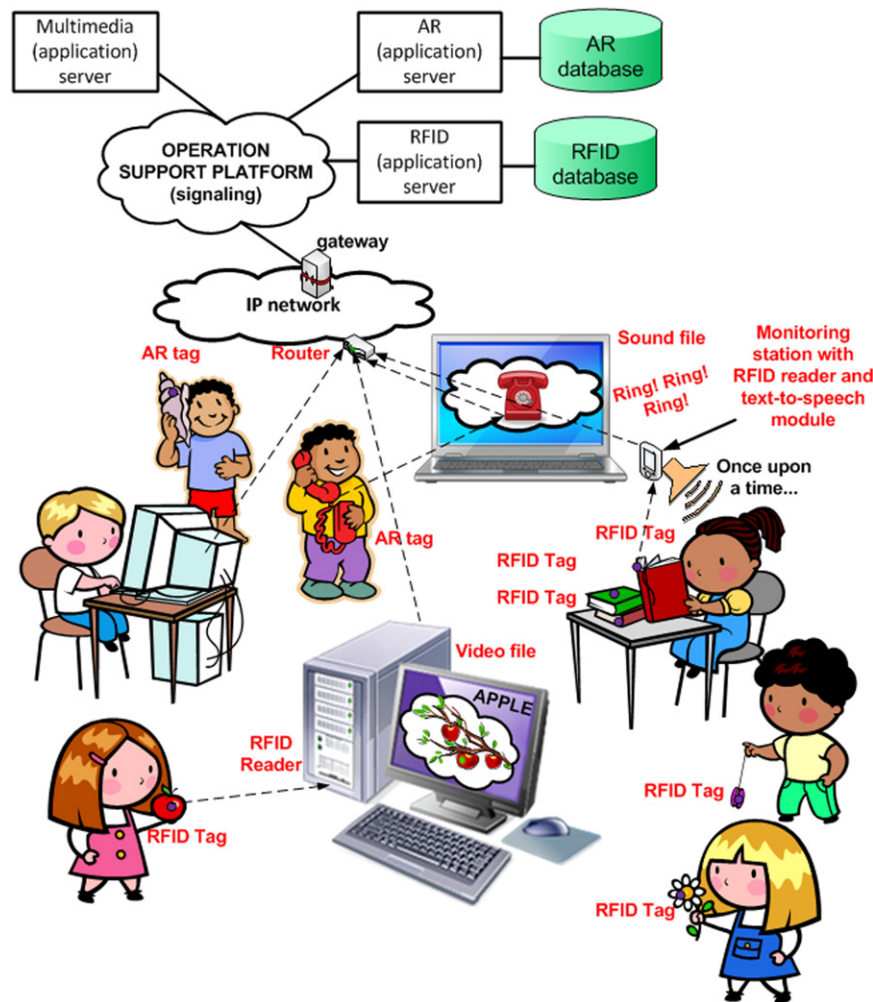 Multimedia
(application)
server
AR
(application)
server
AR
database
OPERATION
SUPPORT PLATFORM
(signaling)
RFID
(application)
server
RFID
database
gateway
IP network
AR tag
Router
Sound file
Ring! Ring!
Ring!
Monitoring
station with
RFID reader and
text-to-speech
module
Once upon
a time...
AR tag
RFID Tag
RFID Tag
RFID Tag
Video file
APPLE
RFID
Reader
RFID Tag
RFID Tag
RFID Tag